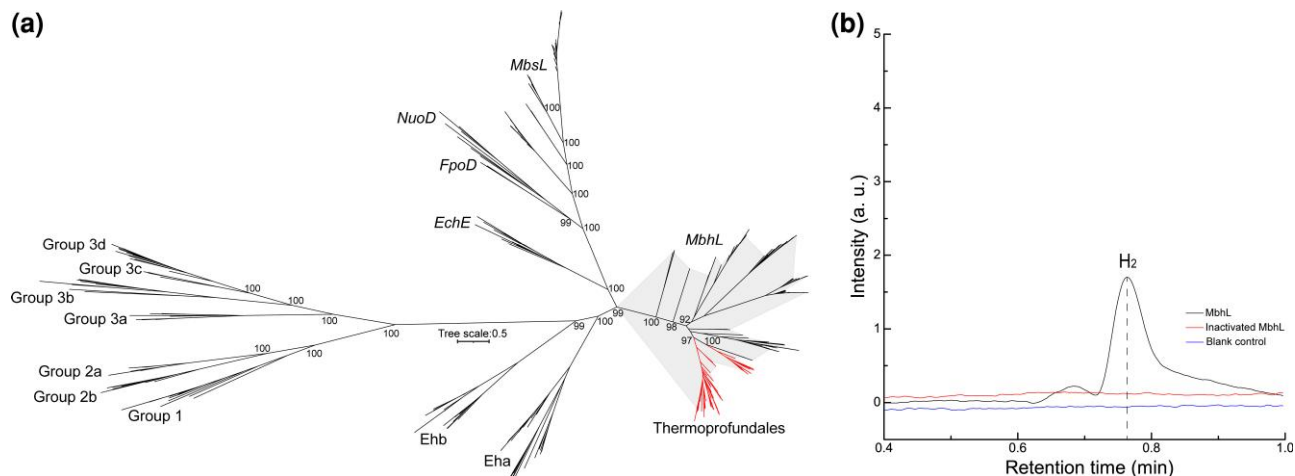 (a)
MbsL
100
NuoD
100
FpoD
100
100
99
100
EchE
MbhL
Group 3d
Group 3c
100
100
Group 3b
100
Group 3a
100
Tree scale:0.5
100
99
100
99
100
98
92
97
100
100
100
Group 2a
Group 2b
Group 1
Ehb
Eha
Thermoprofundales
(b)
5
4
3
2
1
0
Intensity (a. u.)
H2
MbhL
Inactivated MbhL
Blank control
0.4
0.6
0.8
1.0
Retention time (min)